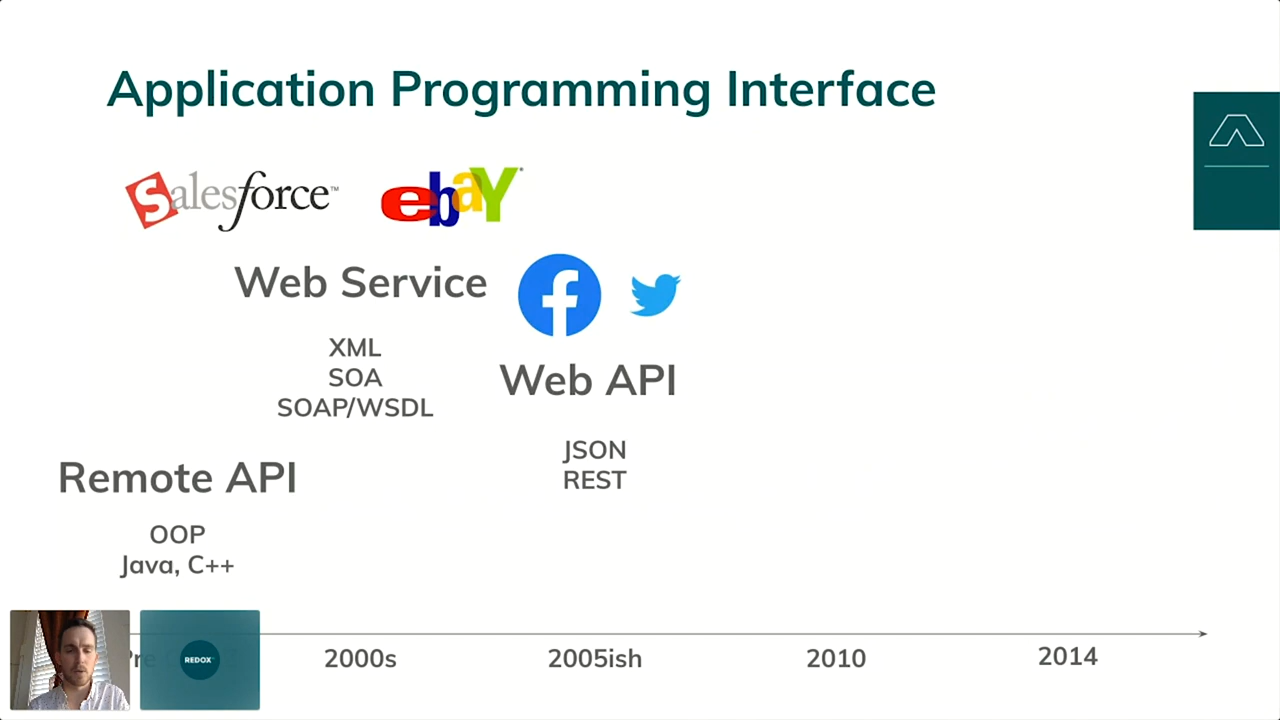 Application Programming Interface
salesforce™
ebaY
Web Service
XML
SOA
SOAP/WSDL
Web API
JSON
REST
Remote API
OOP
Java, C++
REDOX
2000s
2005ish
2010
2014